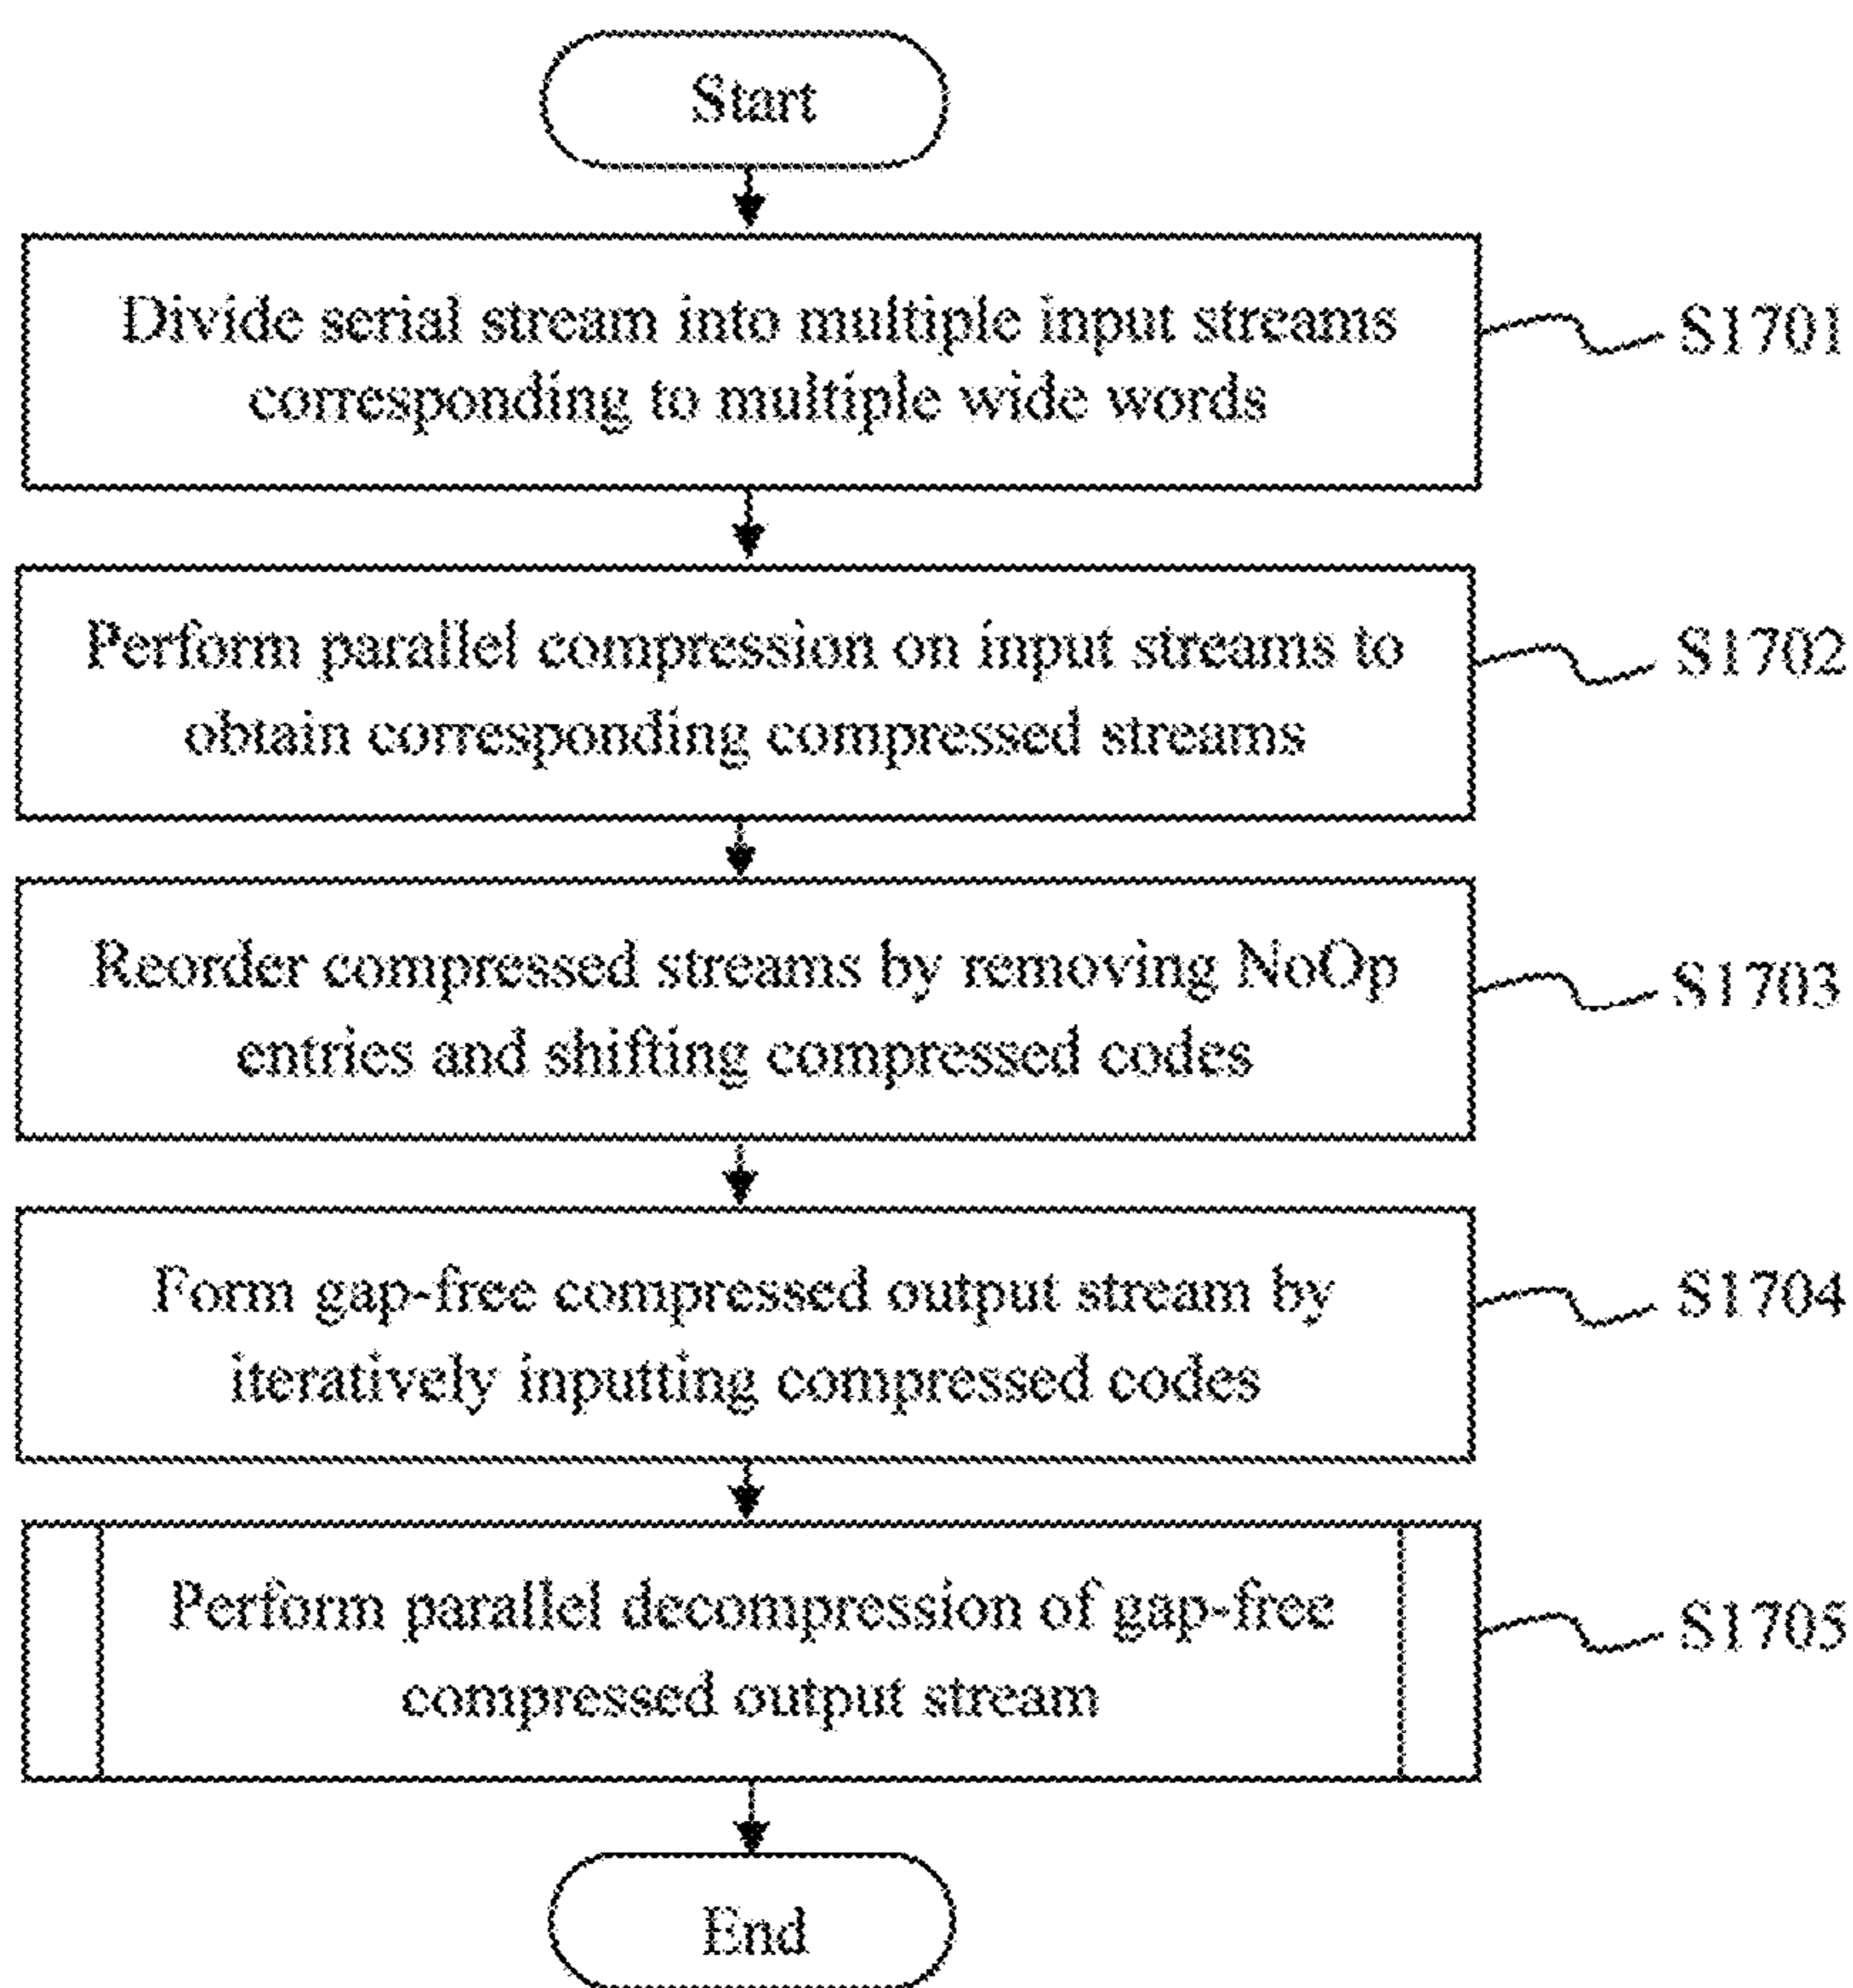 Start
Divide serial stream into multiple input streams
corresponding to multiple wide words
S1701
Perform parallel compression on input streams to
obtain corresponding compressed streams
S1702
Reorder compressed streams by removing NoOp
entries and shifting compressed codes
S1703
Form gap-free compressed output stream by
iteratively inputting compressed codes
S1704
Perform parallel decompression of gap-free
compressed output stream
S1705
End